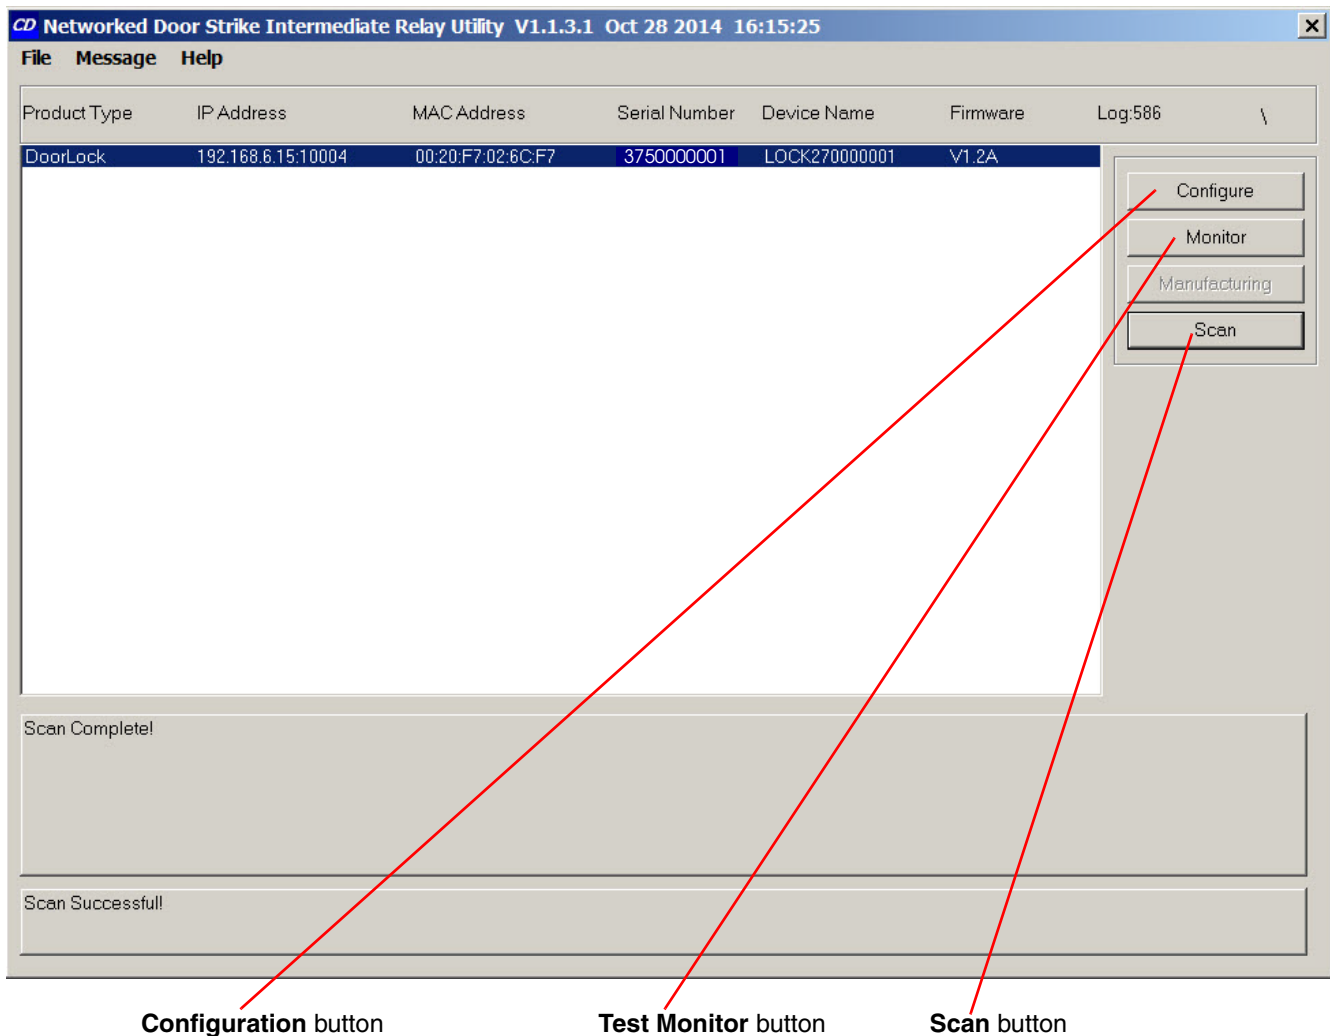 CD Networked Door Strike Intermediate Relay Utility V1.1.3.1 Oct 28 2014 16:15:25
File Message Help
Product Type IP Address MAC Address Serial Number Device Name Firmware Log:586 \
DoorLock 192.168.6.15:10004 00:20:F7:02:6C:F7 3750000001 LOCK270000001 V1.2A
Configure
Monitor
Manufacturing
Scan
Scan Complete!
Scan Successful!
Configuration button Test Monitor button Scan button